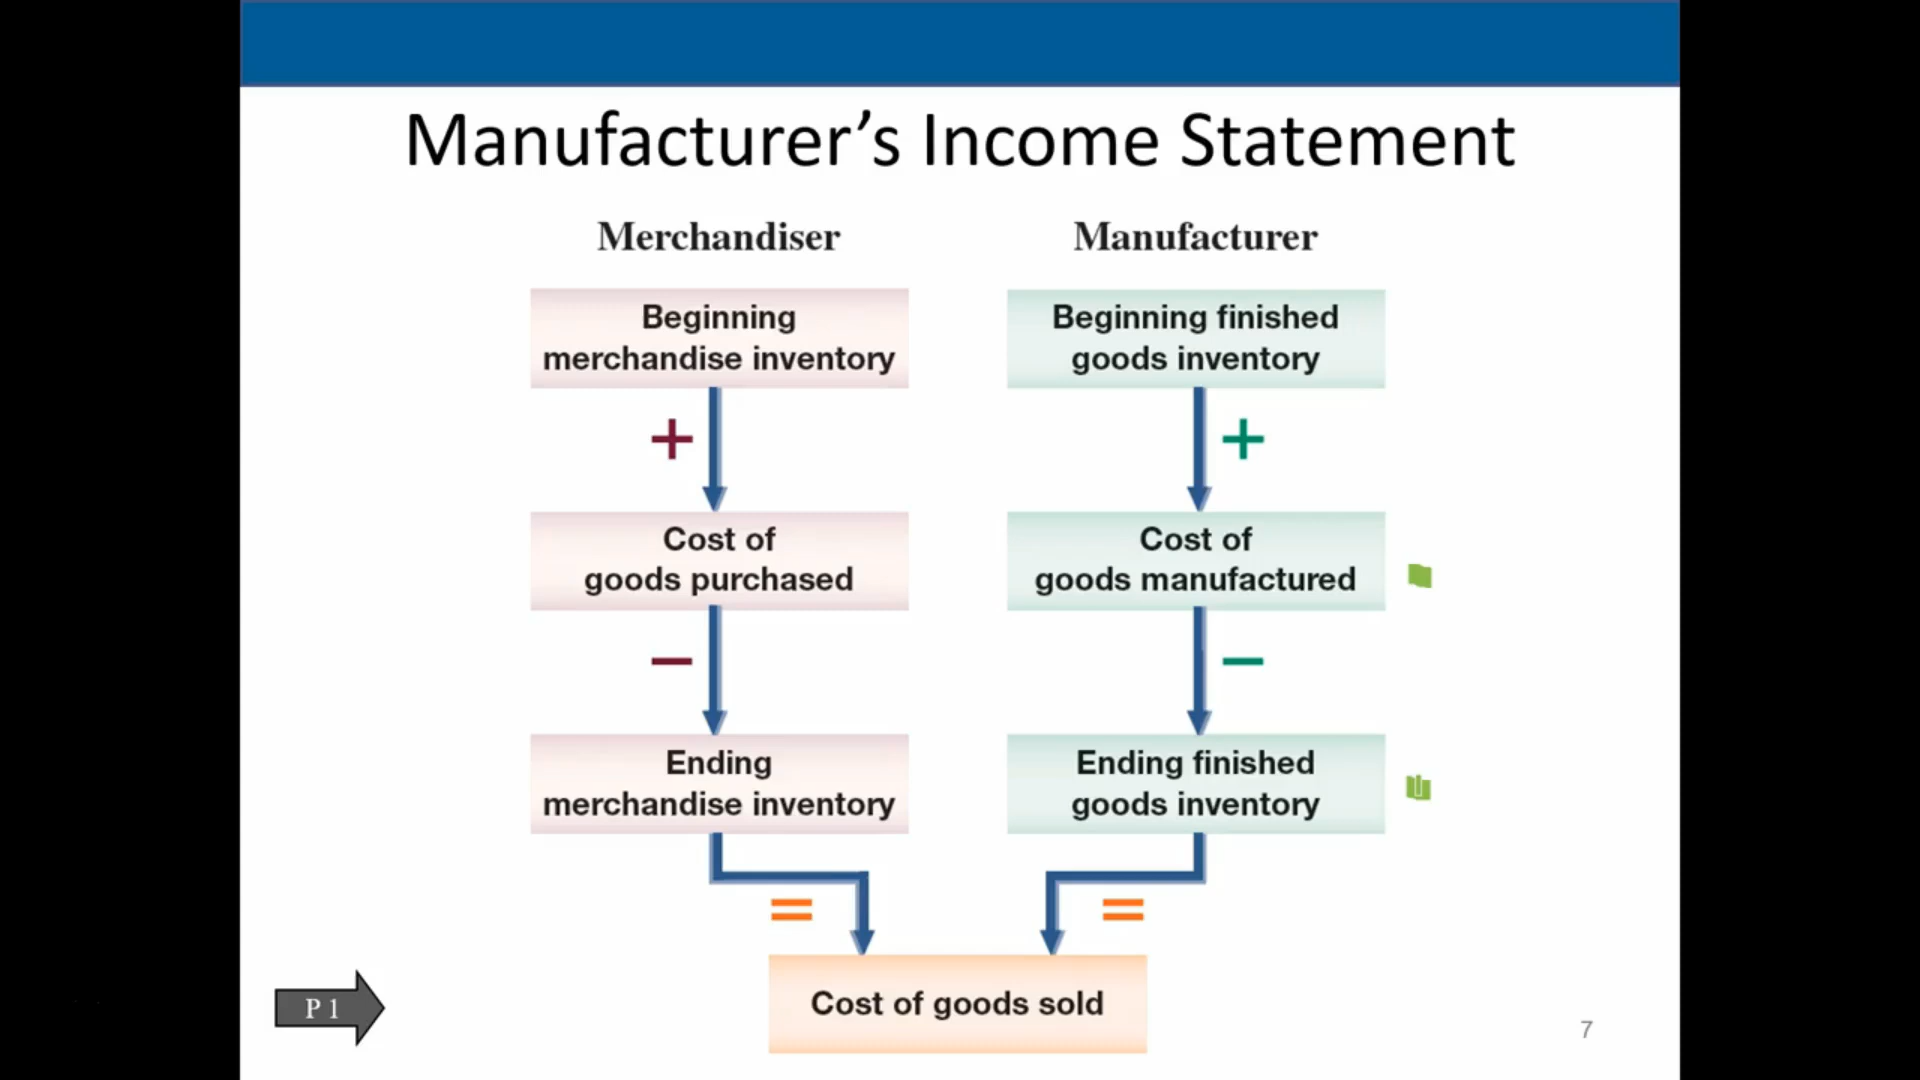 Manufacturer’s Income Statement
Merchandiser
Beginning
merchandise inventory
+
Cost of
goods purchased
−
Ending
merchandise inventory
=
Manufacturer
Beginning finished
goods inventory
+
Cost of
goods manufactured
−
Ending finished
goods inventory
=
Cost of goods sold
P 1
7